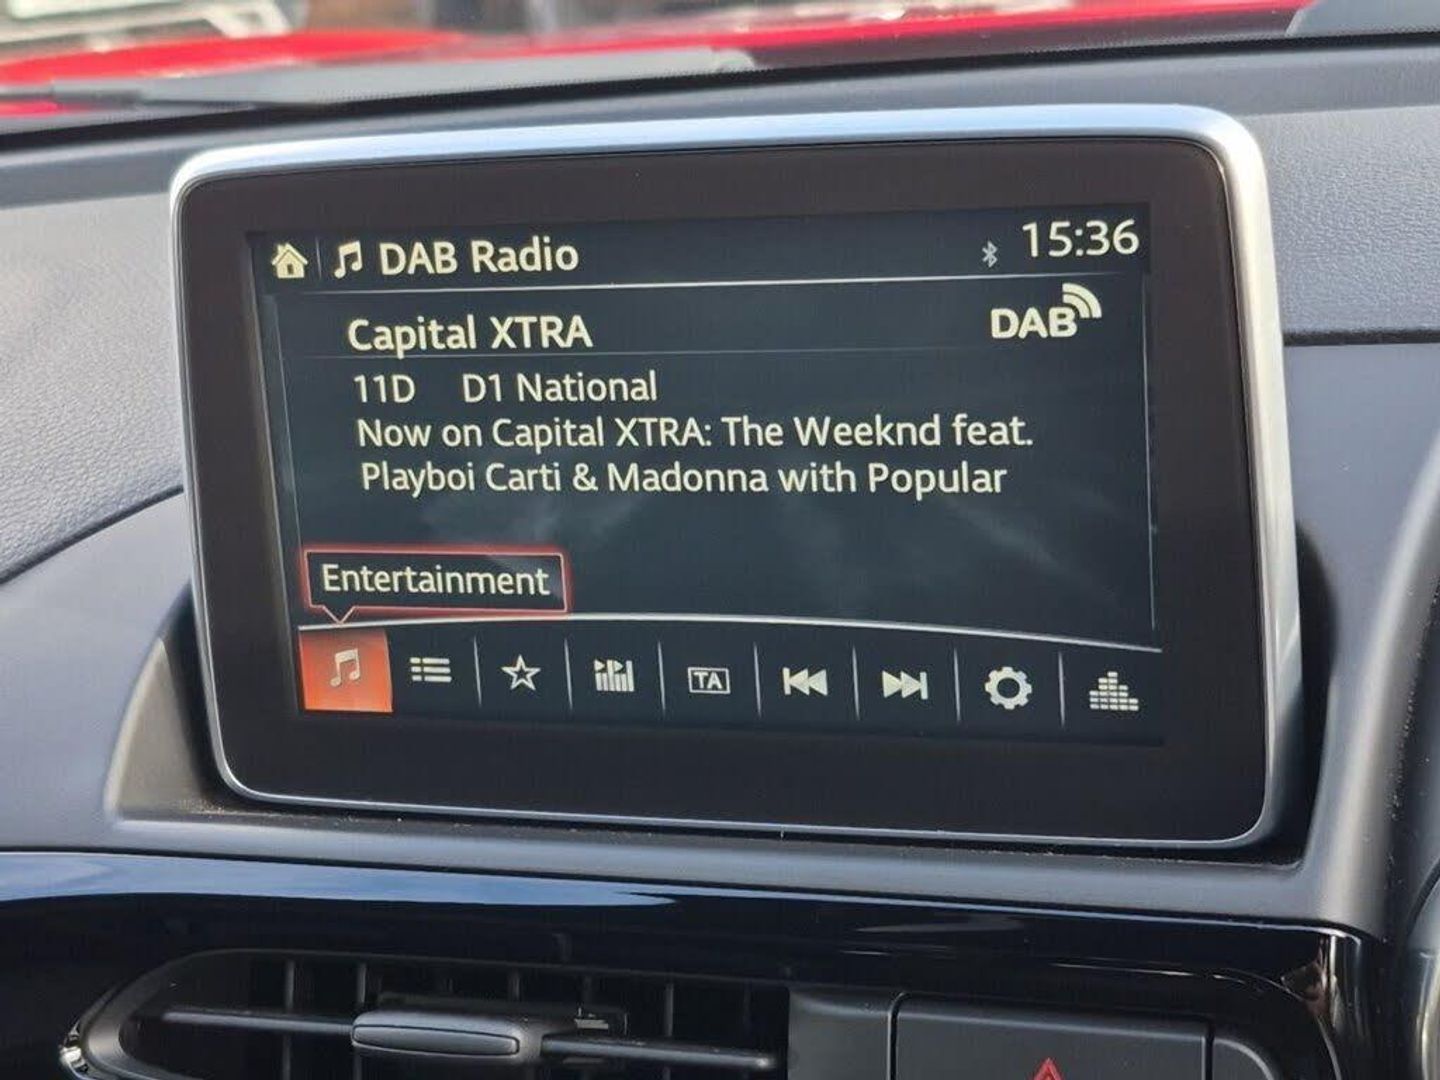 DAB Radio 15:36
Capital XTRA DAB
11D D1 National
Now on Capital XTRA: The Weeknd feat.
Playboi Carti & Madonna with Popular
Entertainment
TA